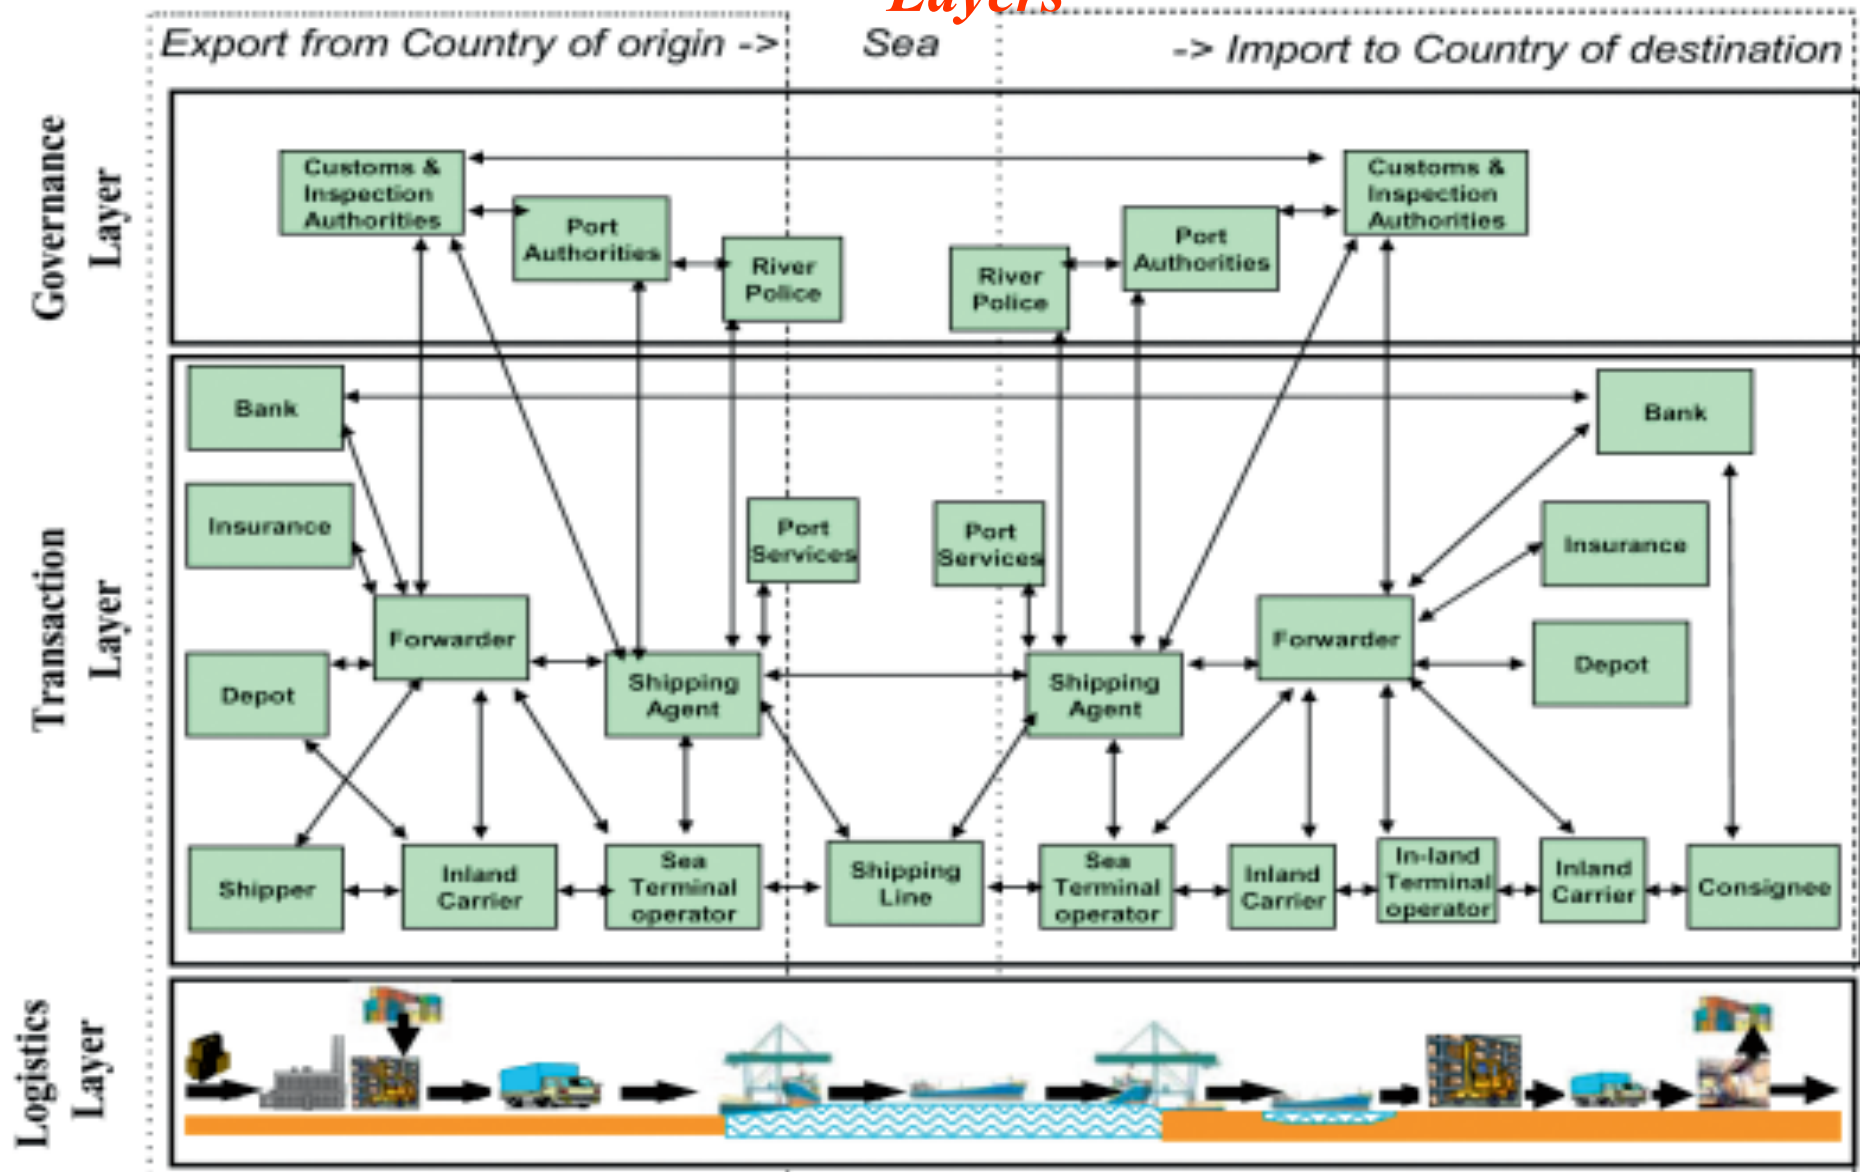 Layers
Export from Country of origin ->
Sea
-> Import to Country of destination
Governance
Layer
Customs &
Inspection
Authorities
Port
Authorities
River
Police
River
Police
Port
Authorities
Customs &
Inspection
Authorities
Transaction
Layer
Bank
Bank
Insurance
Port
Services
Port
Services
Insurance
Forwarder
Forwarder
Depot
Shipping
Agent
Shipping
Agent
Depot
Shipper
Inland
Carrier
Sea
Terminal
operator
Shipping
Line
Sea
Terminal
operator
Inland
Carrier
In-land
Terminal
operator
Inland
Carrier
Consignee
Logistics
Layer